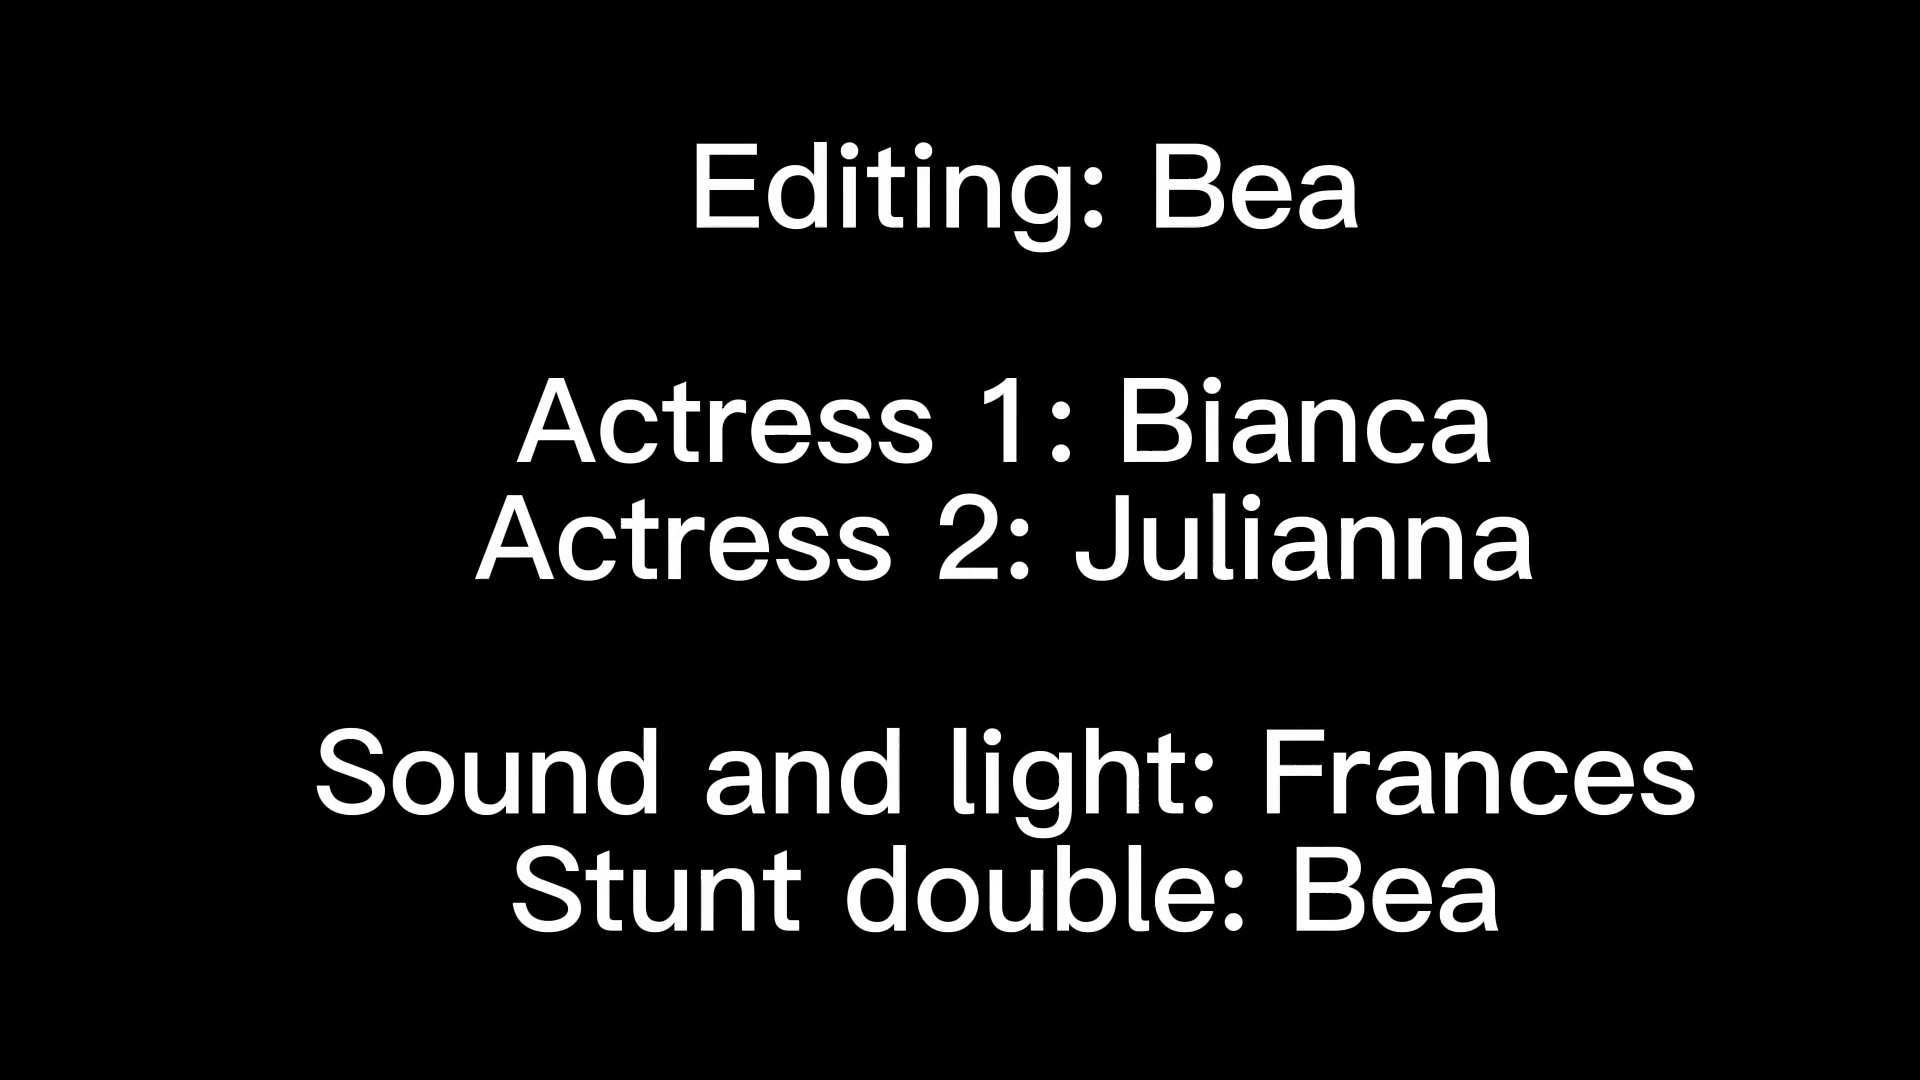 Editing: Bea
Actress 1: Bianca
Actress 2: Julianna
Sound and light: Frances
Stunt double: Bea